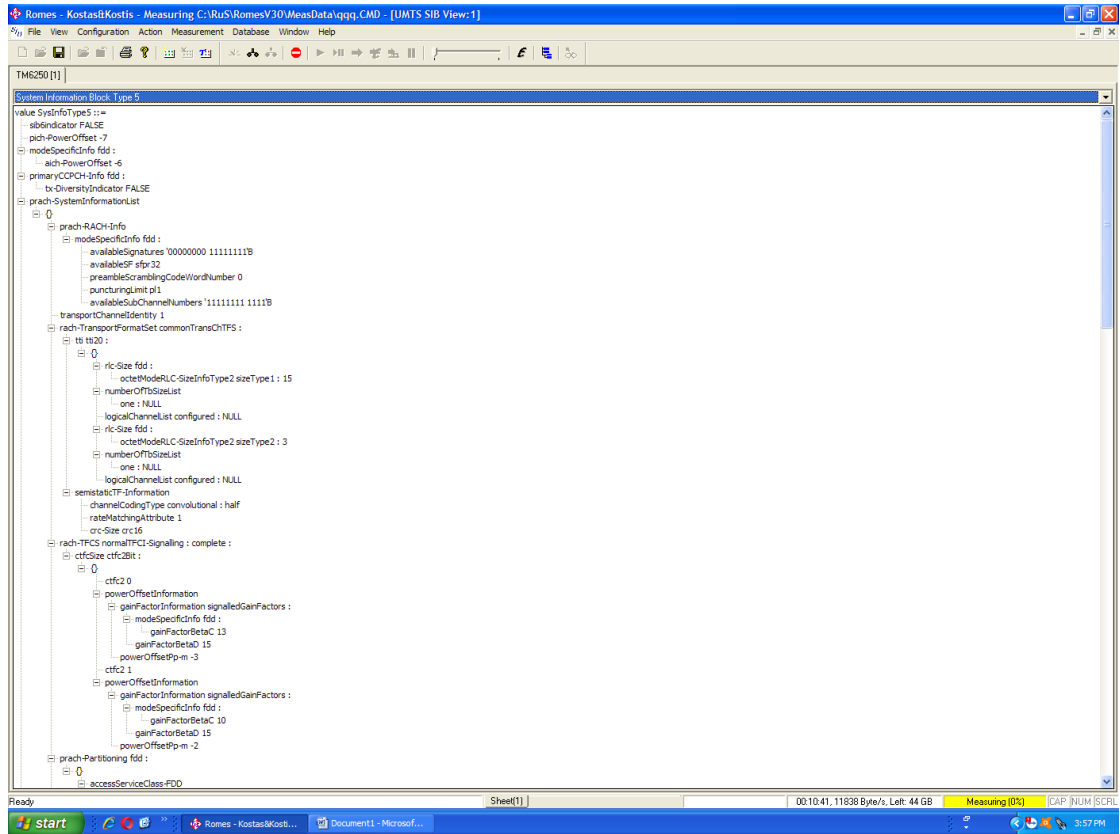 Romes - Kostas&Kostis - Measuring C:\RuS\RomesV30\MeasData\qqq.CMD - [UMTS SIB View:1]
File View Configuration Action Measurement Database Window Help
TM6250 [1]
System Information Block Type 5
value SysInfoType5 ::=
sib6indicator FALSE
pich-PowerOffset -7
modeSpecificInfo fdd :
aich-PowerOffset -6
primaryCCPCH-Info fdd :
tx-DiversityIndicator FALSE
prach-SystemInformationList
{}
prach-RACH-Info
modeSpecificInfo fdd :
availableSignatures '00000000 11111111'B
availableSF sfpr32
preambleScramblingCodeWordNumber 0
puncturingLimit pl1
availableSubChannelNumbers '11111111 1111'B
transportChannelIdentity 1
rach-TransportFormatSet commonTransChTFS :
tti tti20 :
{}
rlc-Size fdd :
octetModeRLC-SizeInfoType2 sizeType1 : 15
numberOfTbSizeList
one : NULL
logicalChannelList configured : NULL
rlc-Size fdd :
octetModeRLC-SizeInfoType2 sizeType2 : 3
numberOfTbSizeList
one : NULL
logicalChannelList configured : NULL
semistaticTF-Information
channelCodingType convolutional : half
rateMatchingAttribute 1
crc-Size crc16
rach-TFCS normalTFCI-Signalling : complete :
ctfcSize ctfc2Bit :
{}
ctfc2 0
powerOffsetInformation
gainFactorInformation signalledGainFactors :
modeSpecificInfo fdd :
gainFactorBetaC 13
gainFactorBetaD 15
powerOffsetPp-m -3
ctfc2 1
powerOffsetInformation
gainFactorInformation signalledGainFactors :
modeSpecificInfo fdd :
gainFactorBetaC 10
gainFactorBetaD 15
powerOffsetPp-m -2
prach-Partitioning fdd :
{}
accessServiceClass-FDD
Ready Sheet(1) 00:10:41, 11838 Byte/s, Left: 44 GB Measuring (0%) CAP NUM SCRL
start Romes - Kostas&Kosti... Document1 - Microsof... 3:57 PM